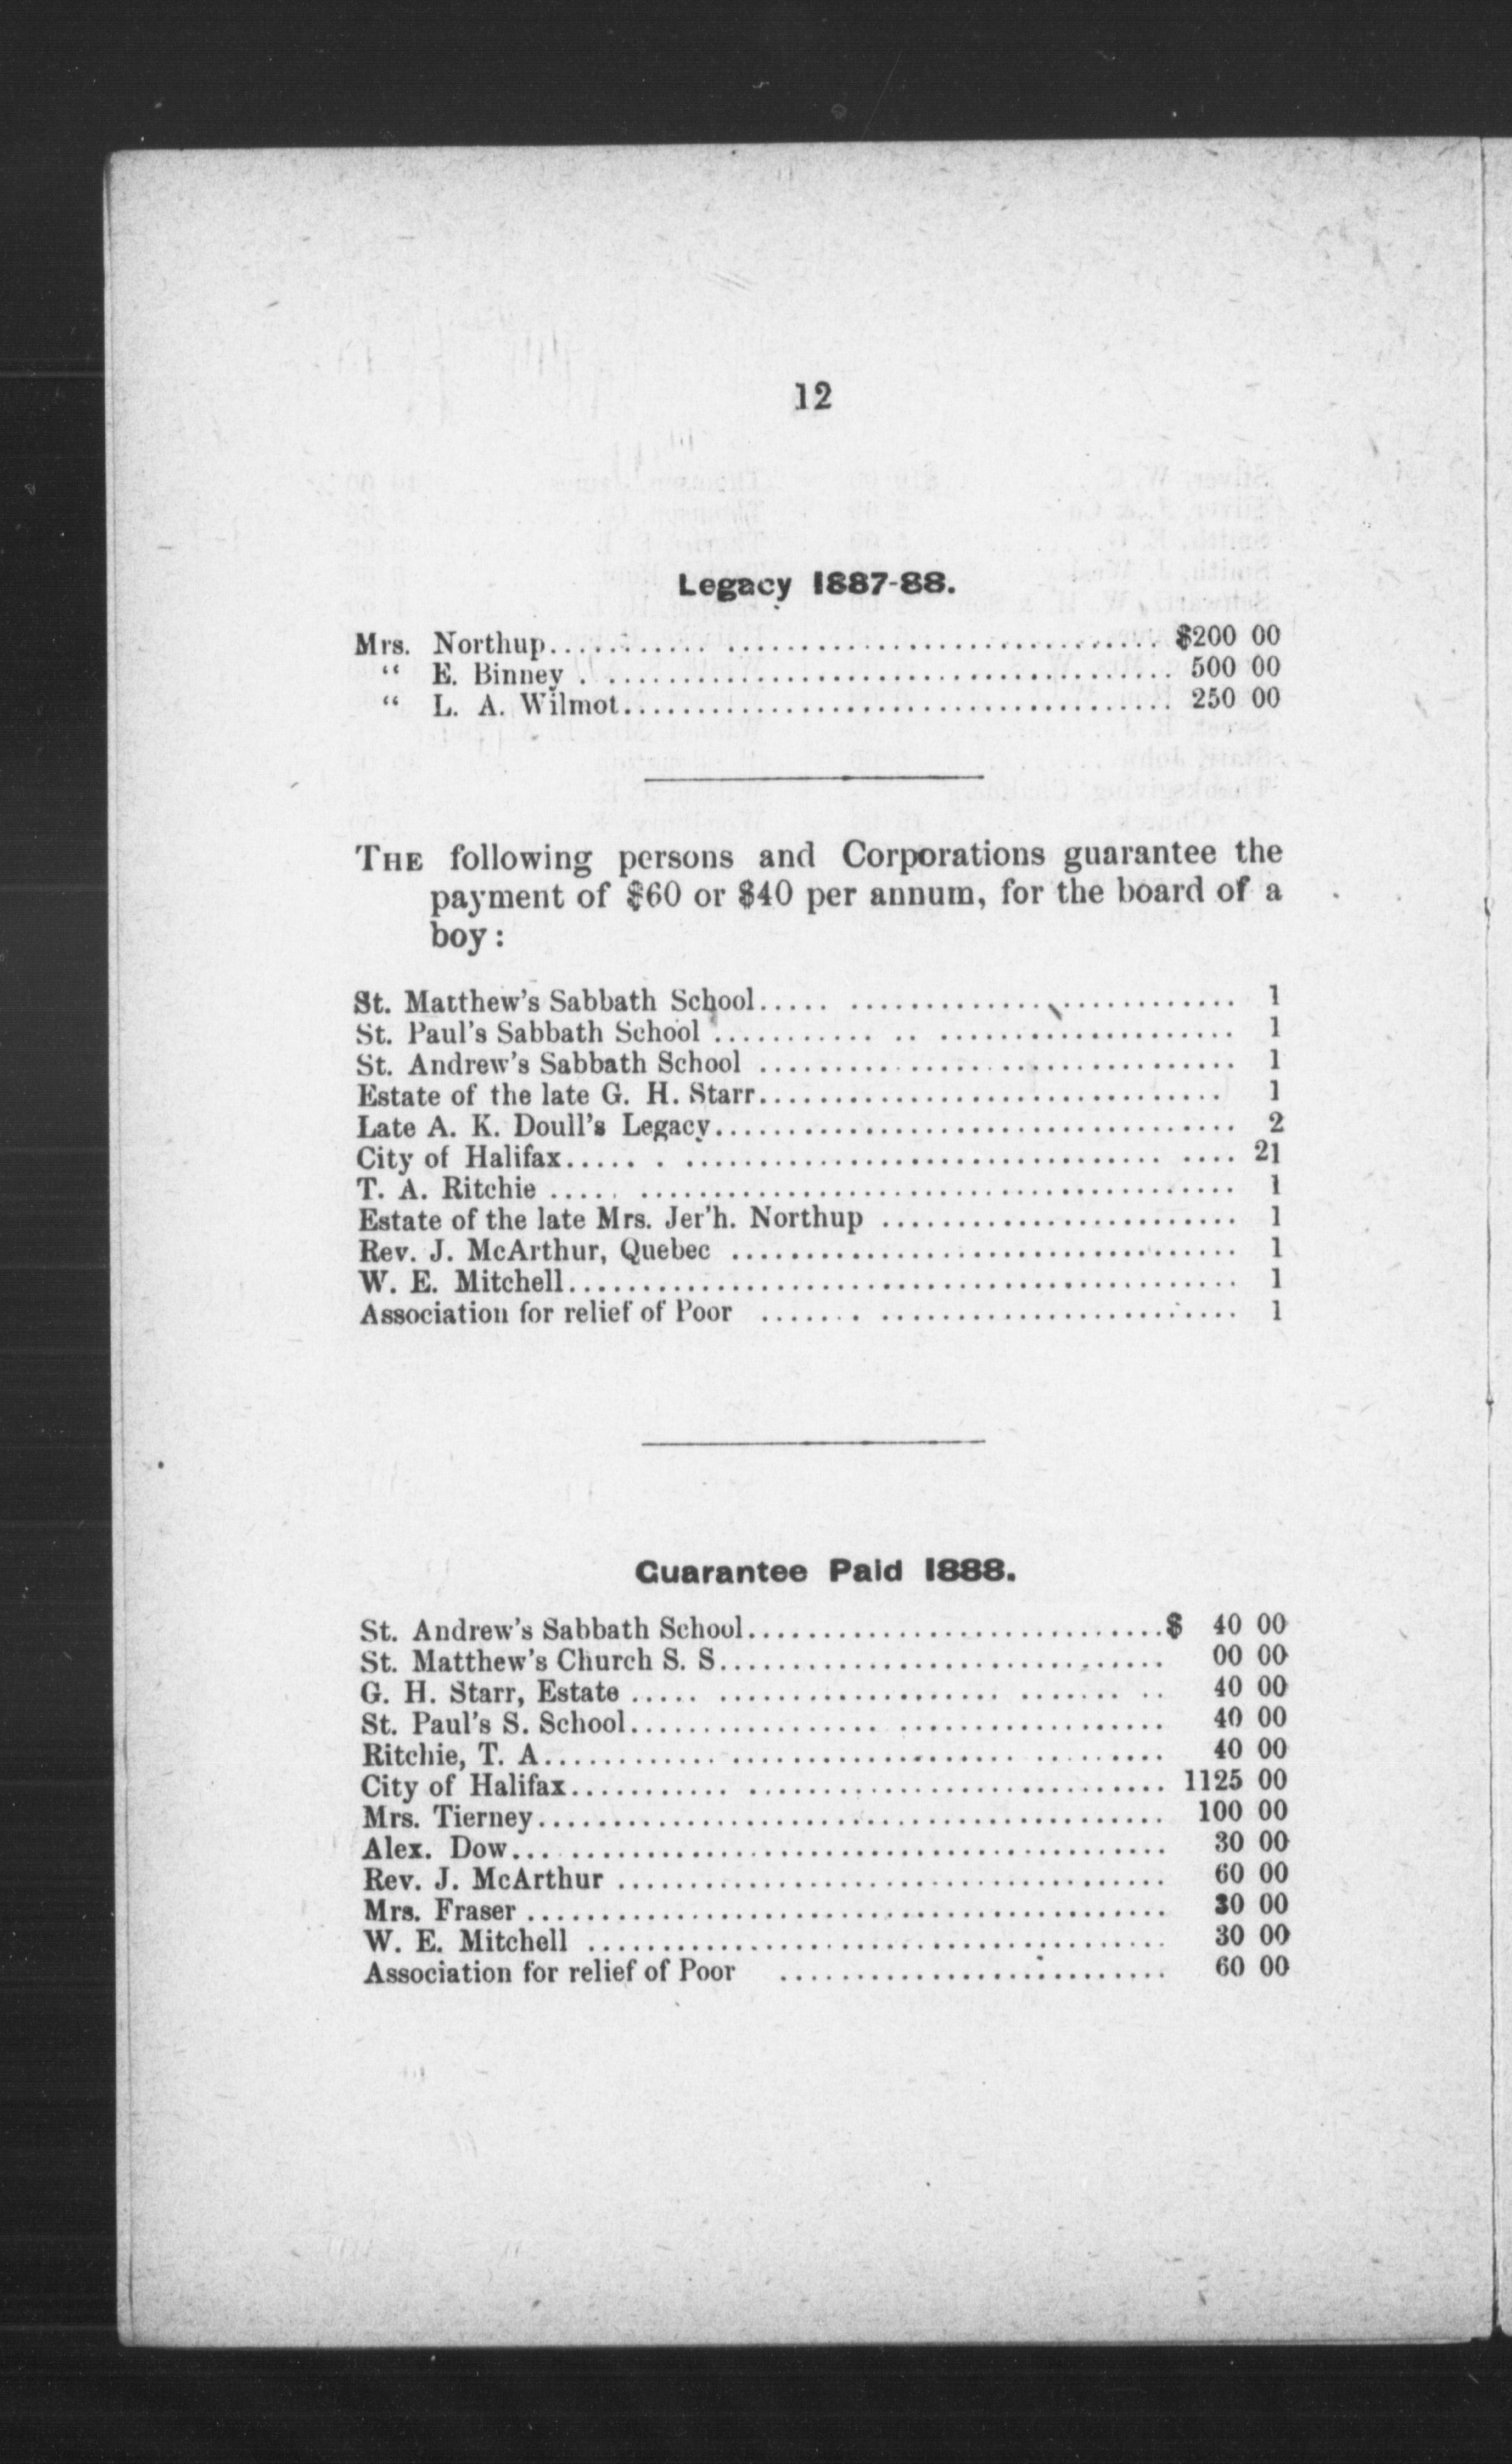 12
Legacy 1887-88.
Mrs. Northup........... .............................. $200 00
“ E. Binney . ....................................... 500 00
“ L. A. Wilmot...................................... 250 00
THE following persons and Corporations guarantee the
payment of $60 or $40 per annum, for the board of a
boy:
St. Matthew's Sabbath School..... ........................... 1
St. Paul's Sabbath School ........... .. .................... 1
St. Andrew's Sabbath School ................................. 1
Estate of the late G. H. Starr................................ 1
Late A. K. Doull's Legacy.................................... 2
City of Halifax..... . ................................. .... 21
T. A. Ritchie ..... ......................................... 1
Estate of the late Mrs. Jer'h. Northup ........................ 1
Rev. J. McArthur, Quebec ................................... 1
W. E. Mitchell.............................................. 1
Association for relief of Poor ....... ........................ 1
Guarantee Paid 1888.
St. Andrew's Sabbath School.............................$ 40 00
St. Matthew's Church S. S............................... 00 00
G. H. Starr, Estate ..... ................... ....... .. 40 00
St. Paul's S. School................. .................. 40 00
Ritchie, T. A............ .............................. 40 00
City of Halifax........... ............................. 1125 00
Mrs. Tierney........................................... 100 00
Alex. Dow... ......................................... 30 00
Rev. J. McArthur ...................................... 60 00
Mrs. Fraser ............................................ 30 00
W. E. Mitchell ........................................ 30 00
Association for relief of Poor .......................... 60 00